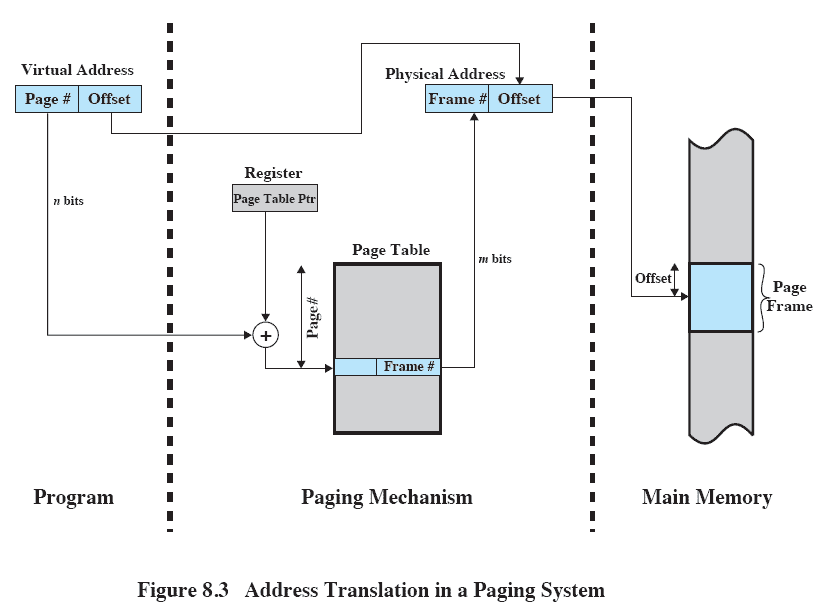 Virtual Address
Page # Offset
Physical Address
Frame # Offset
n bits
Register
Page Table Ptr
Page Table
m bits
Page#
+
Frame #
Offset
Page
Frame
Program
Paging Mechanism
Main Memory
Figure 8.3 Address Translation in a Paging System